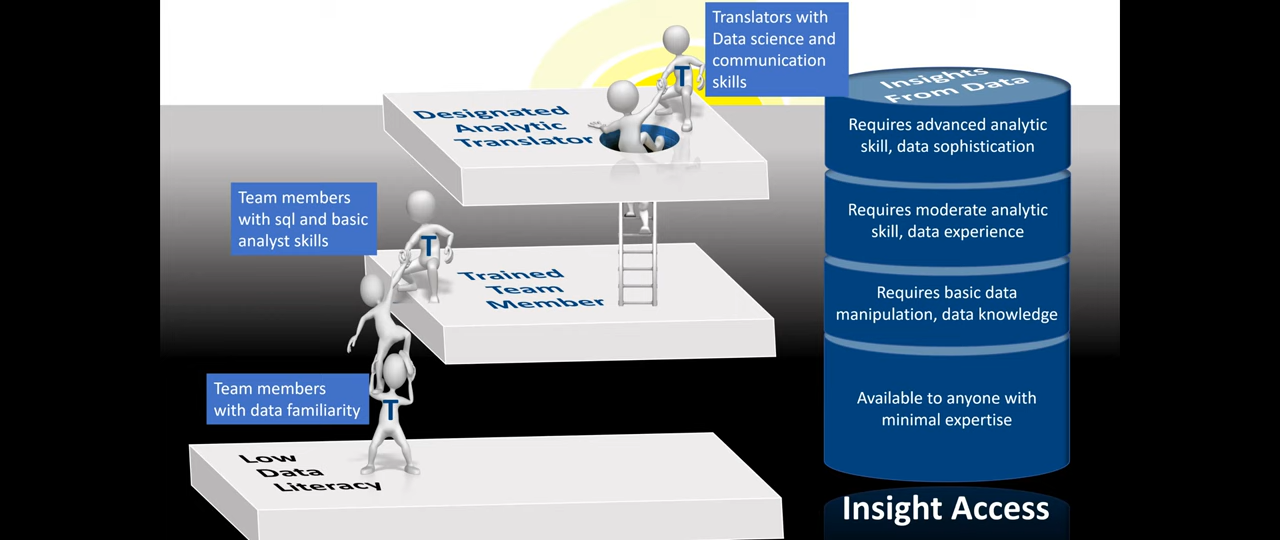 Translators with
Data science and
communication
skills
T
Designated
Analytic
Translator
Team members
with sql and basic
analyst skills
T
Trained
Team
Member
Team members
with data familiarity
T
Low
Data
Literacy
Insights
From Data
Requires advanced analytic
skill, data sophistication
Requires moderate analytic
skill, data experience
Requires basic data
manipulation, data knowledge
Available to anyone with
minimal expertise
Insight Access